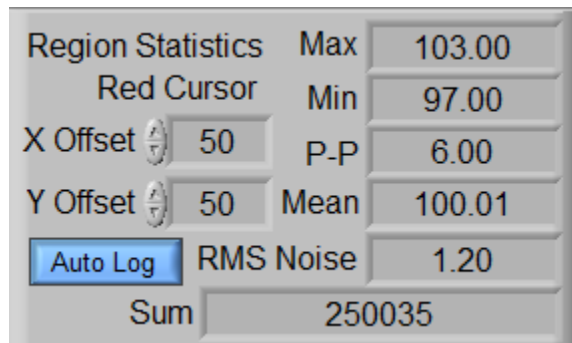 Region Statistics Max 103.00
Red Cursor Min 97.00
X Offset 50 P-P 6.00
Y Offset 50 Mean 100.01
Auto Log RMS Noise 1.20
Sum 250035